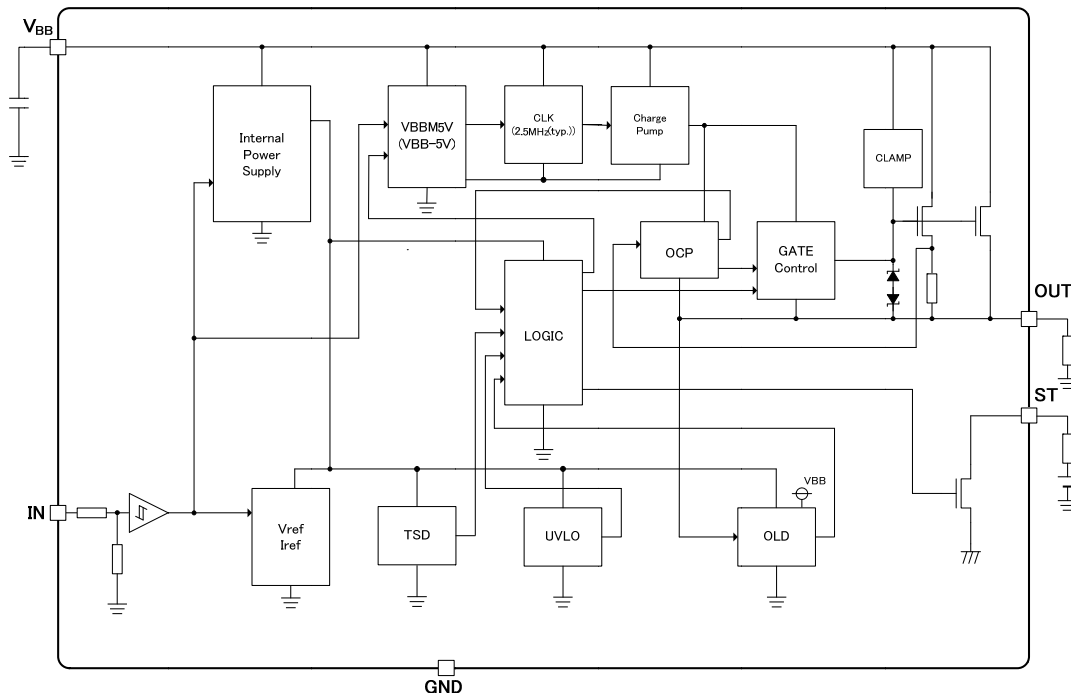 VBB
Internal
Power
Supply
VBBM5V
(VBB-5V)
CLK
(2.5MHz(typ.))
Charge
Pump
CLAMP
OCP
GATE
Control
LOGIC
OUT
ST
IN
Vref
Iref
TSD
UVLO
VBB
OLD
GND